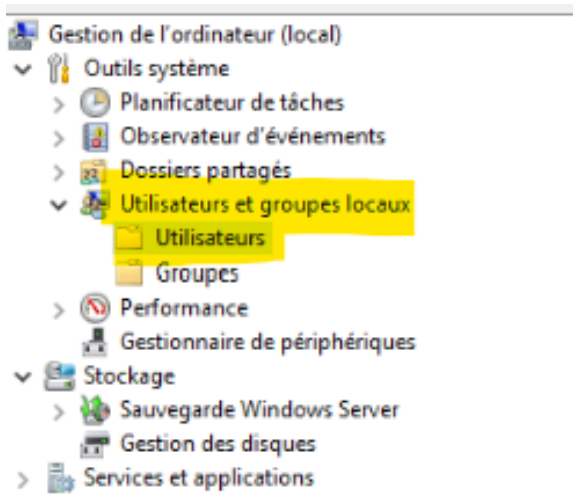 Gestion de l'ordinateur (local)
Outils système
Planificateur de tâches
Observateur d'événements
Dossiers partagés
Utilisateurs et groupes locaux
Utilisateurs
Groupes
Performance
Gestionnaire de périphériques
Stockage
Sauvegarde Windows Server
Gestion des disques
Services et applications